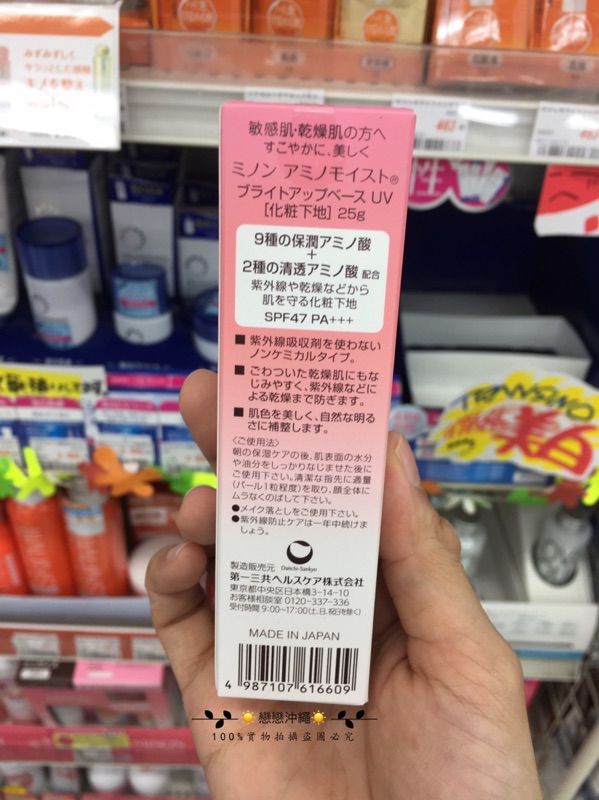 みずみずしく
敏感肌・乾燥肌の方へ
すこやかに、美しく
ミノン アミノモイスト®
ブライトアップベース UV
[化粧下地] 25g
9種の保潤アミノ酸
+
2種の清透アミノ酸 配合
紫外線や乾燥などから
肌を守る化粧下地
SPF47 PA+++
■ 紫外線吸収剤を使わない
ノンケミカルタイプ。
■ ごわついた乾燥肌にもな
じみやすく、紫外線などに
よる乾燥まで防ぎます。
■ 肌色を美しく、自然な明る
さに補整します。
<ご使用法>
朝の保湿ケアの後、肌表面の水分
や油分をしっかりなじませた後に
ご使用ください。清潔な指先に適量
(パール1粒程度)を取り、顔全体に
ムラなくのばして下さい。
●メイク落としをご使用下さい。
●紫外線防止ケアは一年中続けま
しょう。
Daiichi-Sankyo
製造販売元
第一三共ヘルスケア株式会社
東京都中央区日本橋3-14-10
お客様相談室 0120-337-336
受付時間 9:00~17:00(土、日、祝日を除く)
MADE IN JAPAN
4 987107 616609
性
美白
戀戀沖繩
100%實物拍攝盜圖必究